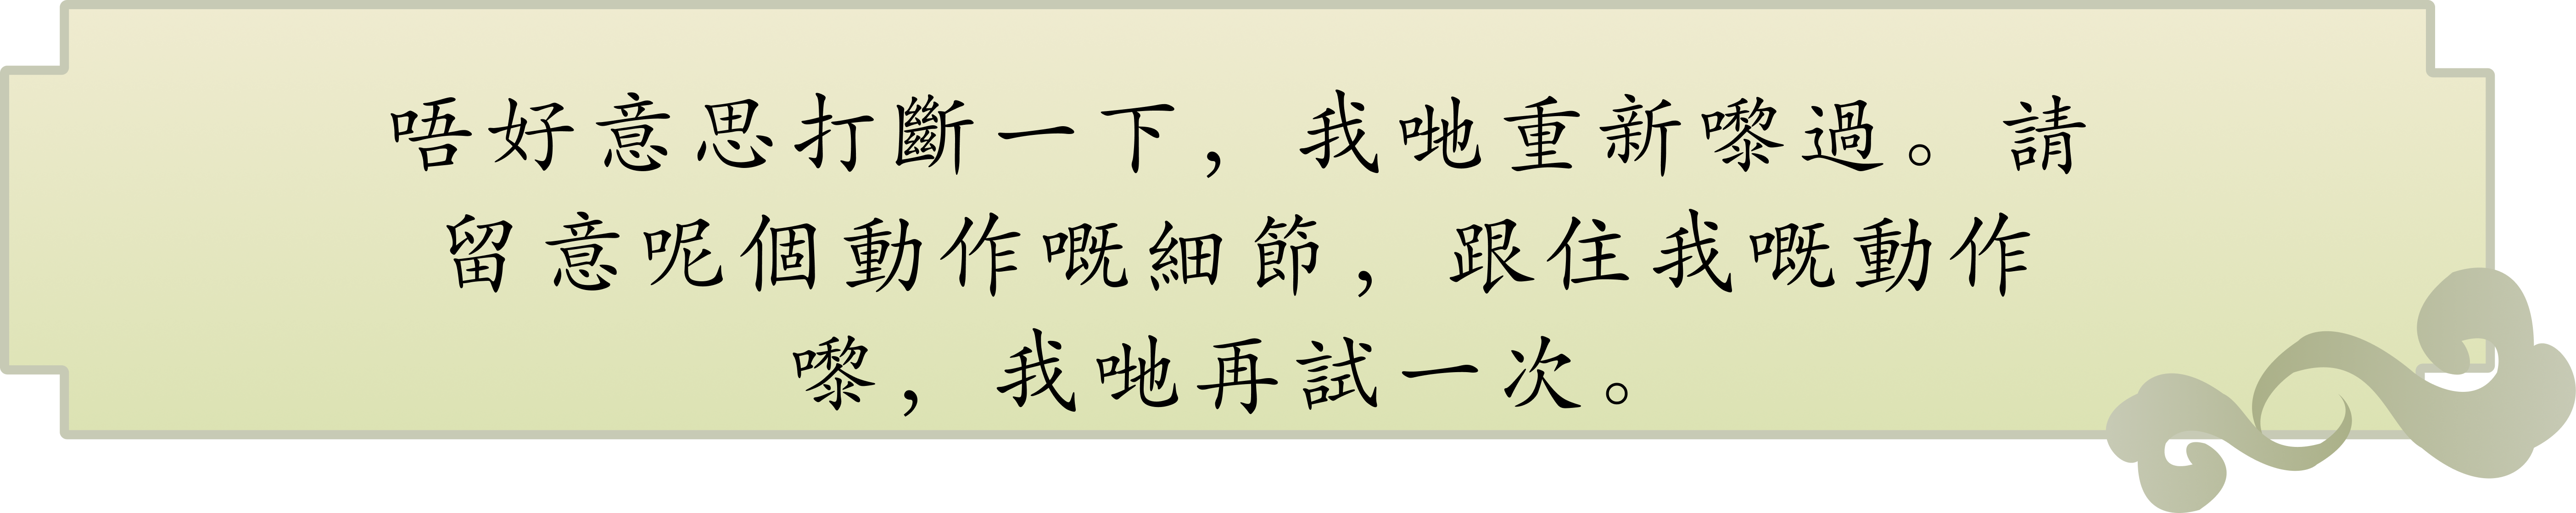 唔好意思打斷一下，我哋重新嚟過。請
留意呢個動作嘅細節，跟住我嘅動作
嚟，我哋再試一次。